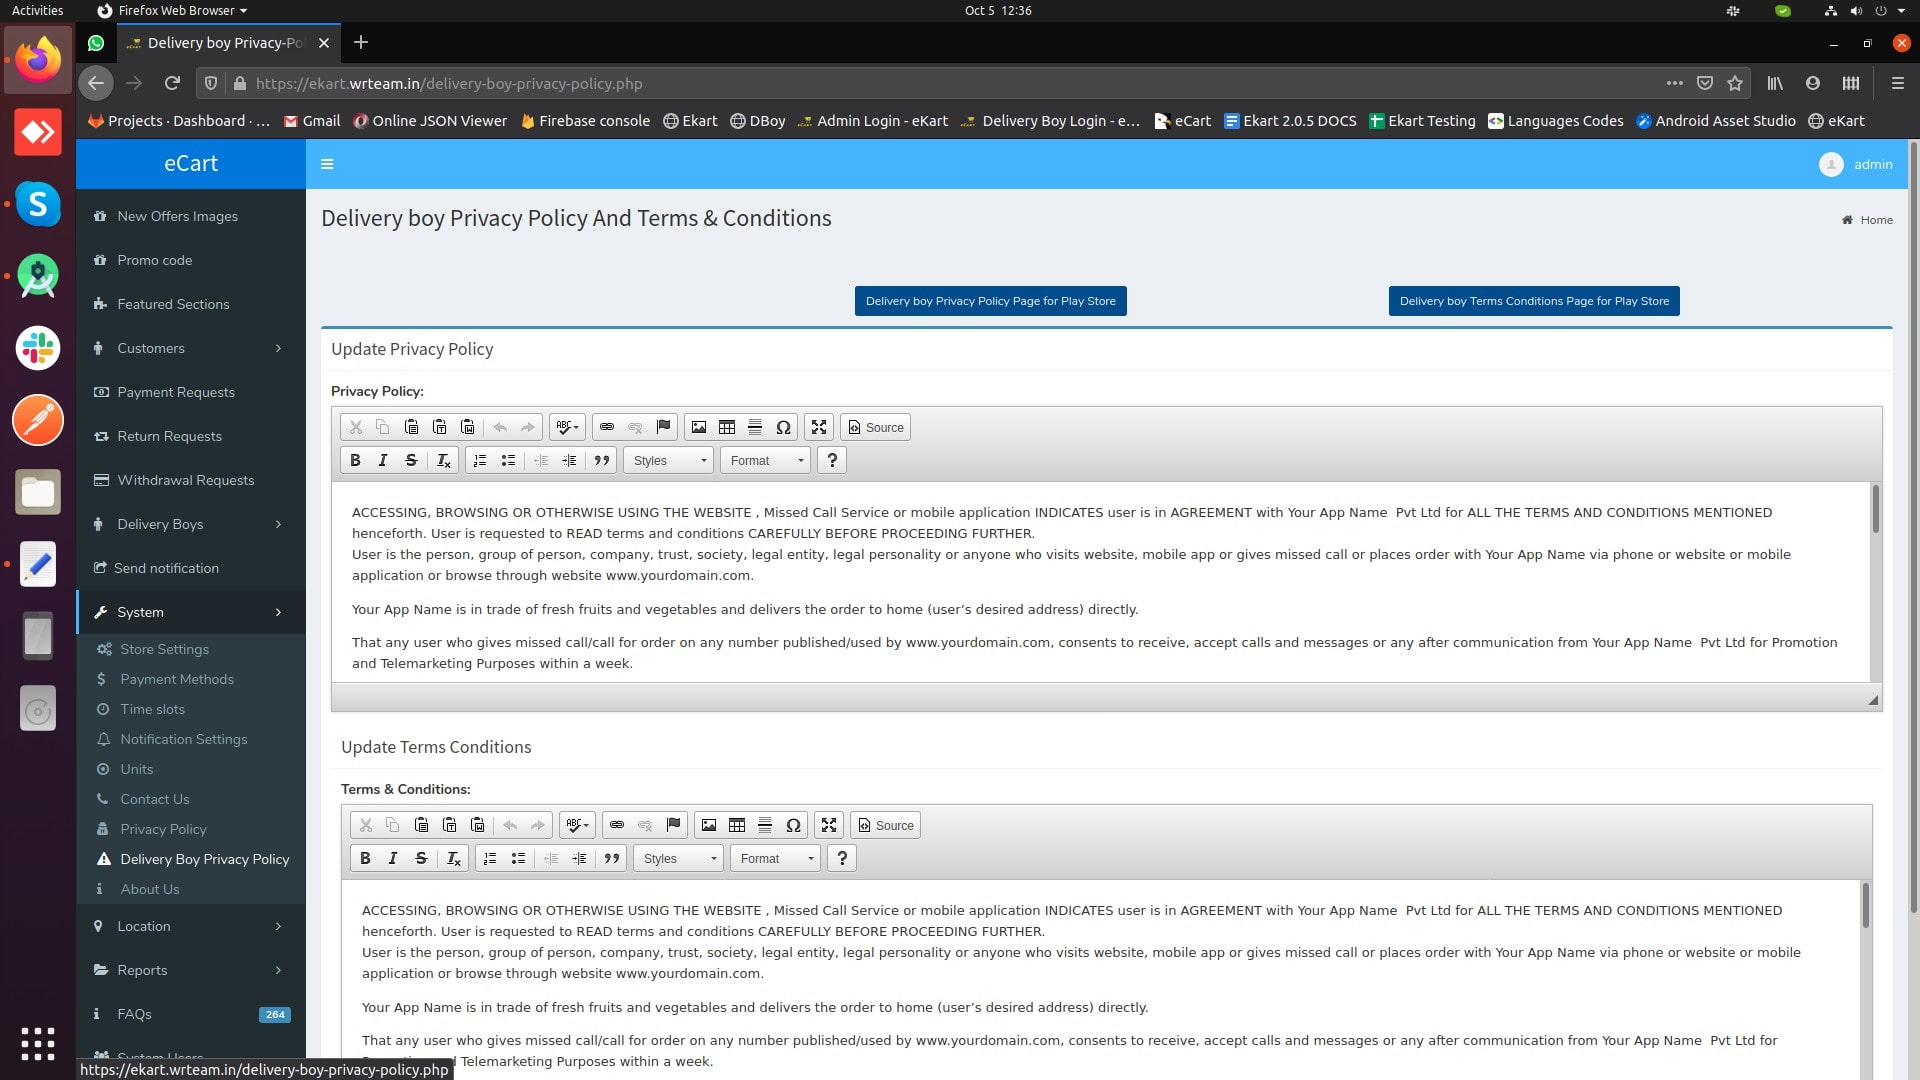 Activities
Firefox Web Browser
Oct 5 12:36
Delivery boy Privacy-Po
https://ekart.wrteam.in/delivery-boy-privacy-policy.php
Projects · Dashboard · …
Gmail
Online JSON Viewer
Firebase console
Ekart
DBoy
Admin Login - eKart
Delivery Boy Login - e…
eCart
Ekart 2.0.5 DOCS
Ekart Testing
Languages Codes
Android Asset Studio
eKart
eCart
admin
New Offers Images
Promo code
Featured Sections
Customers
Payment Requests
Return Requests
Withdrawal Requests
Delivery Boys
Send notification
System
Store Settings
Payment Methods
Time slots
Notification Settings
Units
Contact Us
Privacy Policy
Delivery Boy Privacy Policy
About Us
Location
Reports
FAQs 264
System Users
Delivery boy Privacy Policy And Terms & Conditions
Home
Delivery boy Privacy Policy Page for Play Store
Delivery boy Terms Conditions Page for Play Store
Update Privacy Policy
Privacy Policy:
ABC
Source
B I S Tx
Styles
Format
?
ACCESSING, BROWSING OR OTHERWISE USING THE WEBSITE , Missed Call Service or mobile application INDICATES user is in AGREEMENT with Your App Name  Pvt Ltd for ALL THE TERMS AND CONDITIONS MENTIONED
henceforth. User is requested to READ terms and conditions CAREFULLY BEFORE PROCEEDING FURTHER.
User is the person, group of person, company, trust, society, legal entity, legal personality or anyone who visits website, mobile app or gives missed call or places order with Your App Name via phone or website or mobile
application or browse through website www.yourdomain.com.
Your App Name is in trade of fresh fruits and vegetables and delivers the order to home (user’s desired address) directly.
That any user who gives missed call/call for order on any number published/used by www.yourdomain.com, consents to receive, accept calls and messages or any after communication from Your App Name  Pvt Ltd for Promotion
and Telemarketing Purposes within a week.
Update Terms Conditions
Terms & Conditions:
ABC
Source
B I S Tx
Styles
Format
?
ACCESSING, BROWSING OR OTHERWISE USING THE WEBSITE , Missed Call Service or mobile application INDICATES user is in AGREEMENT with Your App Name  Pvt Ltd for ALL THE TERMS AND CONDITIONS MENTIONED
henceforth. User is requested to READ terms and conditions CAREFULLY BEFORE PROCEEDING FURTHER.
User is the person, group of person, company, trust, society, legal entity, legal personality or anyone who visits website, mobile app or gives missed call or places order with Your App Name via phone or website or mobile
application or browse through website www.yourdomain.com.
Your App Name is in trade of fresh fruits and vegetables and delivers the order to home (user’s desired address) directly.
That any user who gives missed call/call for order on any number published/used by www.yourdomain.com, consents to receive, accept calls and messages or any after communication from Your App Name  Pvt Ltd for
Telemarketing Purposes within a week.
https://ekart.wrteam.in/delivery-boy-privacy-policy.php